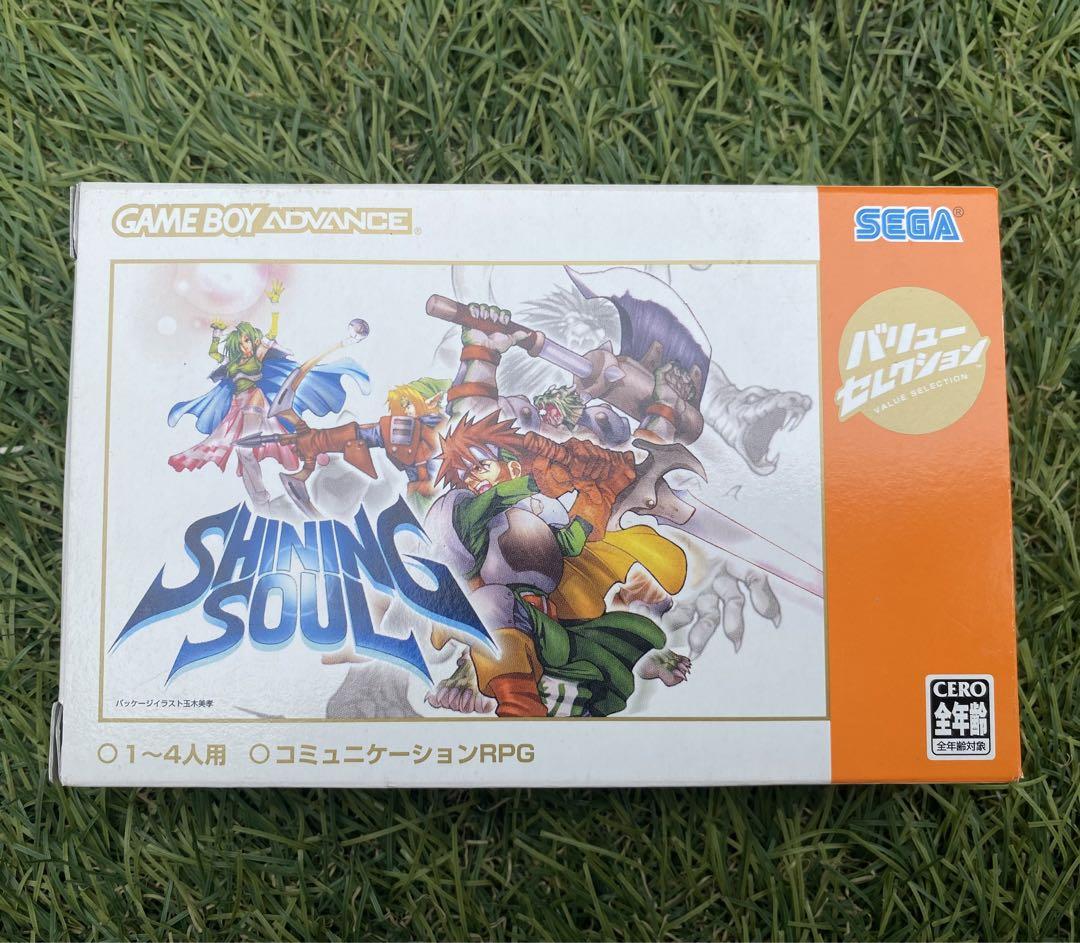 GAME BOY ADVANCE®
SEGA®
バリュー
セレクション™
VALUE SELECTION
SHINING
SOUL
パッケージイラスト玉木美孝
○1~4人用 ○コミュニケーションRPG
CERO
全年齢
全年齢対象